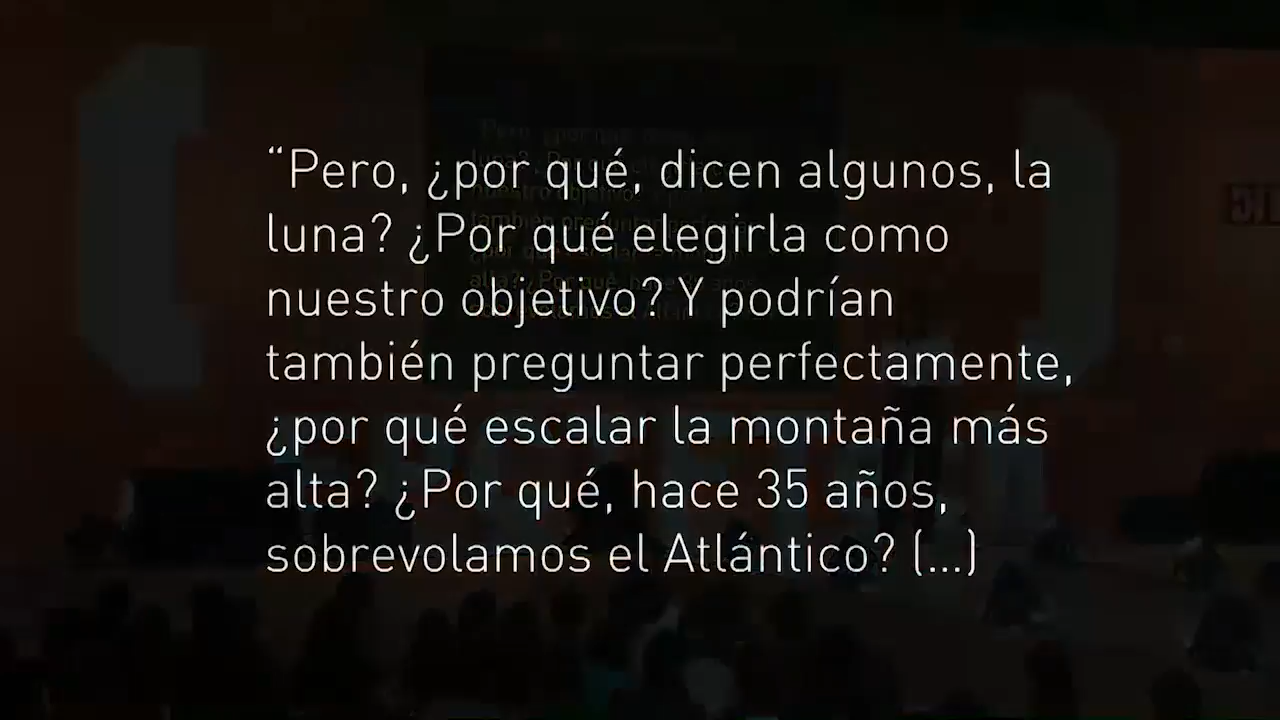 “Pero, ¿por qué, dicen algunos, la
luna? ¿Por qué elegirla como
nuestro objetivo? Y podrían
también preguntar perfectamente,
¿por qué escalar la montaña más
alta? ¿Por qué, hace 35 años,
sobrevolamos el Atlántico? (...)